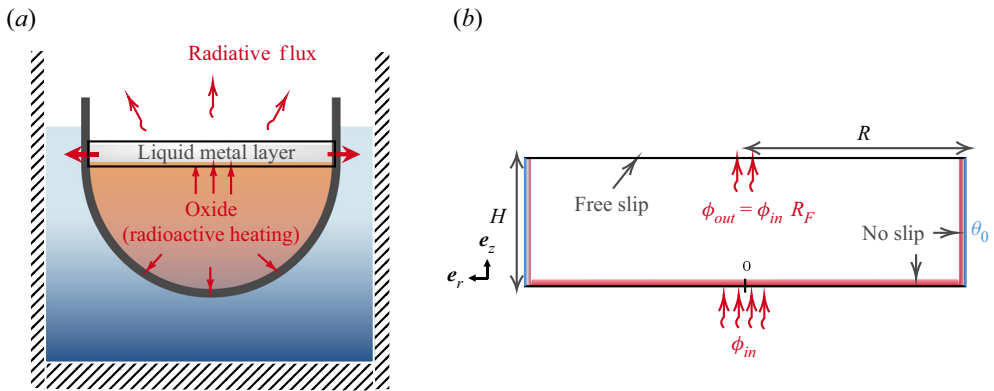 (a)
Radiative flux
Liquid metal layer
Oxide
(radioactive heating)
(b)
R
Free slip
ϕout = ϕin RF
H
No slip
θ0
ez
er
0
ϕin